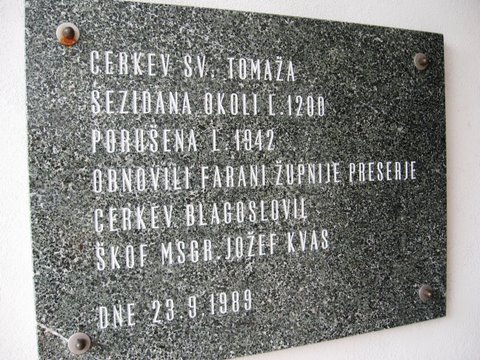 CERKEV SV. TOMAŽA
SEZIDANA OKOLI L.1200
PORUŠENA L.1942
OBNOVILI FARANI ŽUPNIJE PRESERJE
CERKEV BLAGOSLOVIL
ŠKOF MSGR. JOŽEF KVAS
DNE 23.9.1989